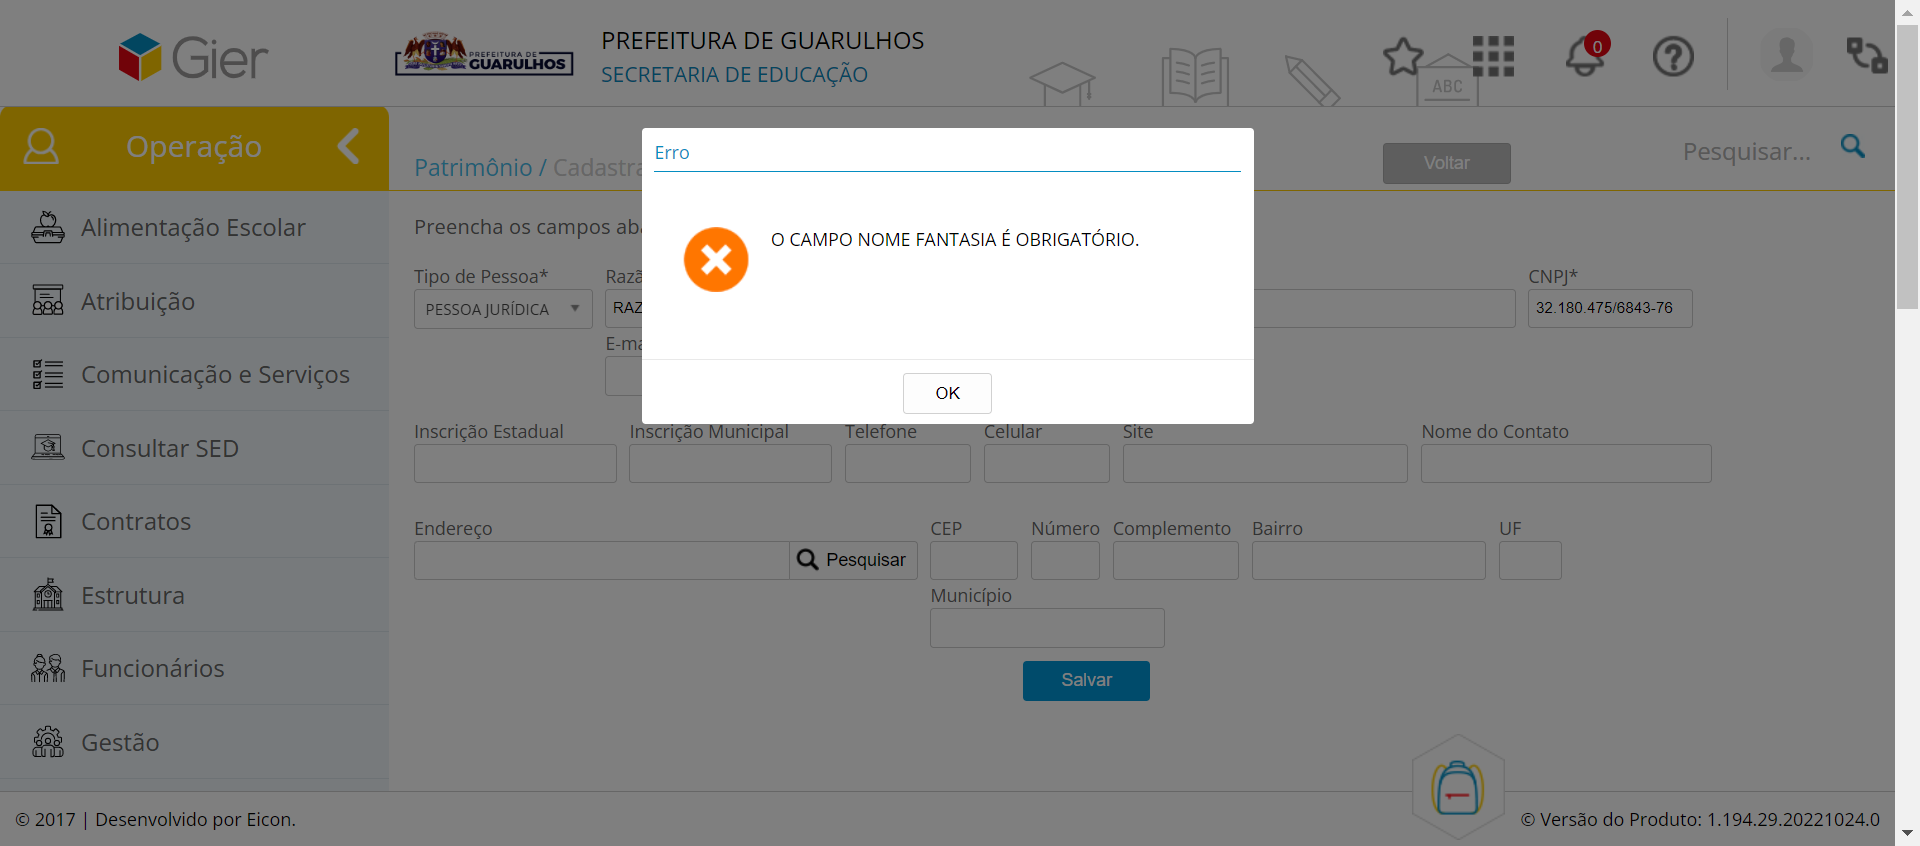 Gier
PREFEITURA DE
GUARULHOS
PREFEITURA DE GUARULHOS
SECRETARIA DE EDUCAÇÃO
ABC
0
Operação
Patrimônio / Cadastra
Voltar
Pesquisar...
Erro
O CAMPO NOME FANTASIA É OBRIGATÓRIO.
OK
Alimentação Escolar
Atribuição
Comunicação e Serviços
Consultar SED
Contratos
Estrutura
Funcionários
Gestão
Preencha os campos aba
Tipo de Pessoa*
Razã
CNPJ*
PESSOA JURÍDICA
RAZ
32.180.475/6843-76
E-ma
Inscrição Estadual
Inscrição Municipal
Telefone
Celular
Site
Nome do Contato
Endereço
CEP
Número
Complemento
Bairro
UF
Pesquisar
Município
Salvar
© 2017 | Desenvolvido por Eicon.
© Versão do Produto: 1.194.29.20221024.0